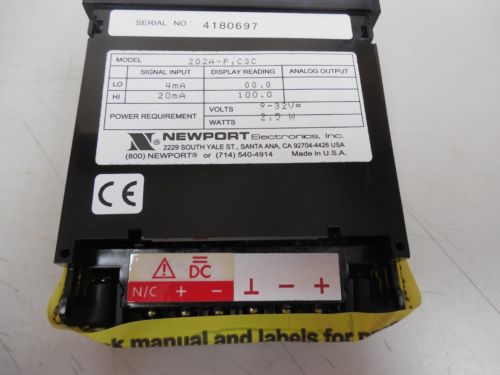 SERIAL NO: 4180697
MODEL 202A-P,C3C
SIGNAL INPUT DISPLAY READING ANALOG OUTPUT
LO 4mA 00.0
HI 20mA 100.0
POWER REQUIREMENT VOLTS 9-32V=
WATTS 2.5 W
NEWPORT Electronics, Inc.
2229 SOUTH YALE ST., SANTA ANA, CA 92704-4426 USA
(800) NEWPORT® or (714) 540-4914 Made in U.S.A.
CE
DC
N/C + − ⊥ − +
manual and labels for